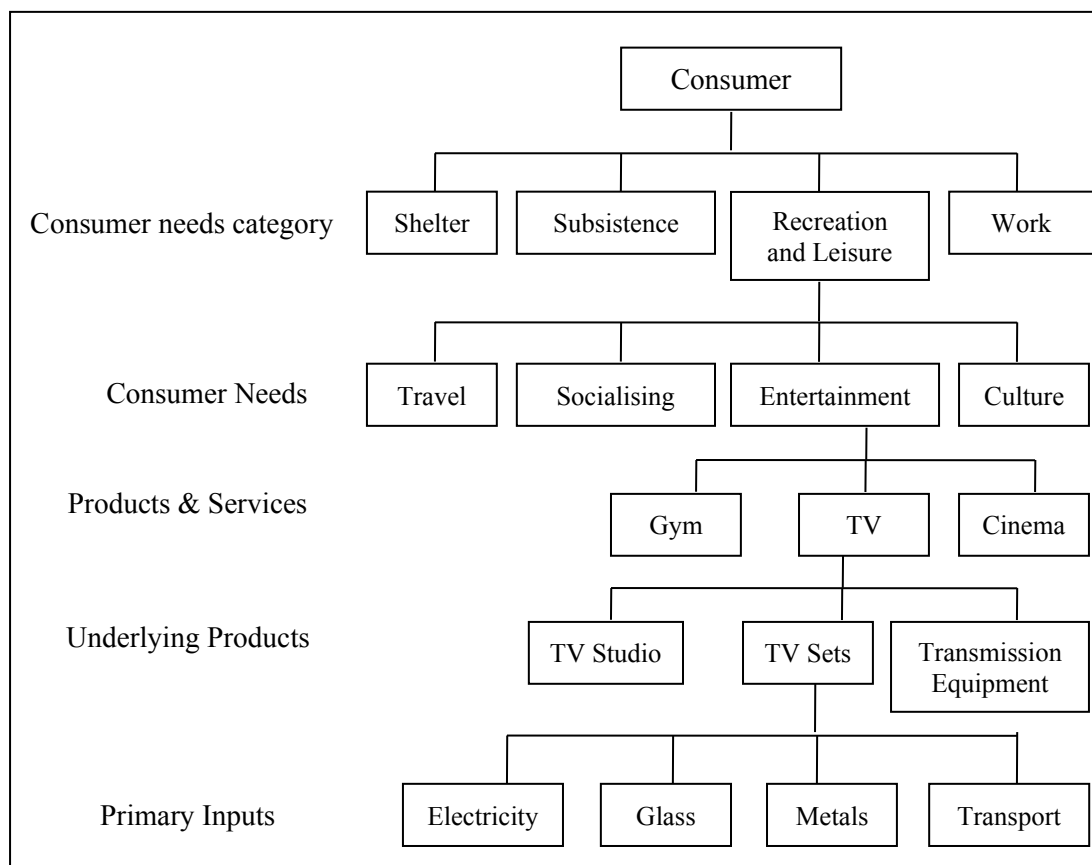 Consumer
Consumer needs category
Shelter
Subsistence
Recreation
and Leisure
Work
Consumer Needs
Travel
Socialising
Entertainment
Culture
Products & Services
Gym
TV
Cinema
Underlying Products
TV Studio
TV Sets
Transmission
Equipment
Primary Inputs
Electricity
Glass
Metals
Transport